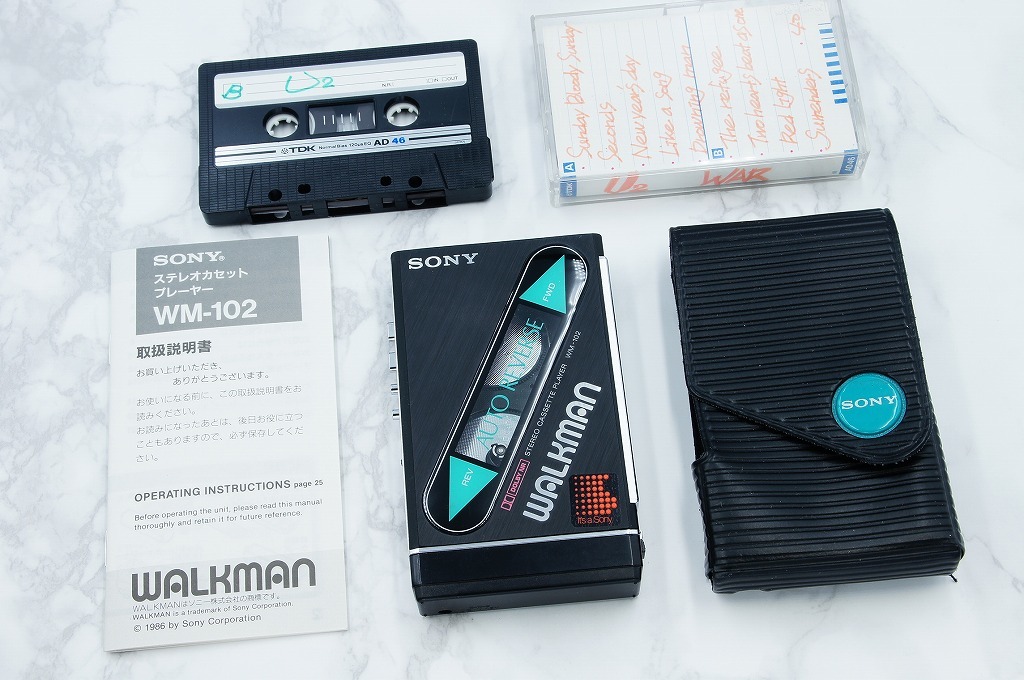 B U2
N.R. IN OUT
TDK Normal Bias 120μs EQ AD 46
A Sunday Bloody Sunday
Seconds
New year's day
Like a song
Drowning man
B The refugee
Two hearts beat as one
Red Light
Surrender
"40
TDK U2 WAR AD46
SONY®
ステレオカセット
プレーヤー
WM-102
取扱説明書
お買い上げいただき、
ありがとうございます。
お使いになる前に、この取扱説明書をお
読みください。
お読みになったあとは、後日お役に立つ
こともありますので、必ず保存してくだ
さい。
OPERATING INSTRUCTIONS page 25
Before operating the unit, please read this manual
thoroughly and retain it for future reference.
WALKMAN
WALKMANはソニー株式会社の商標です。
WALKMAN is a trademark of Sony Corporation.
© 1986 by Sony Corporation
SONY
FWD
AUTO REVERSE
REV
STEREO CASSETTE PLAYER WM-102
DOLBY NR
WALKMAN
It's a Sony
SONY